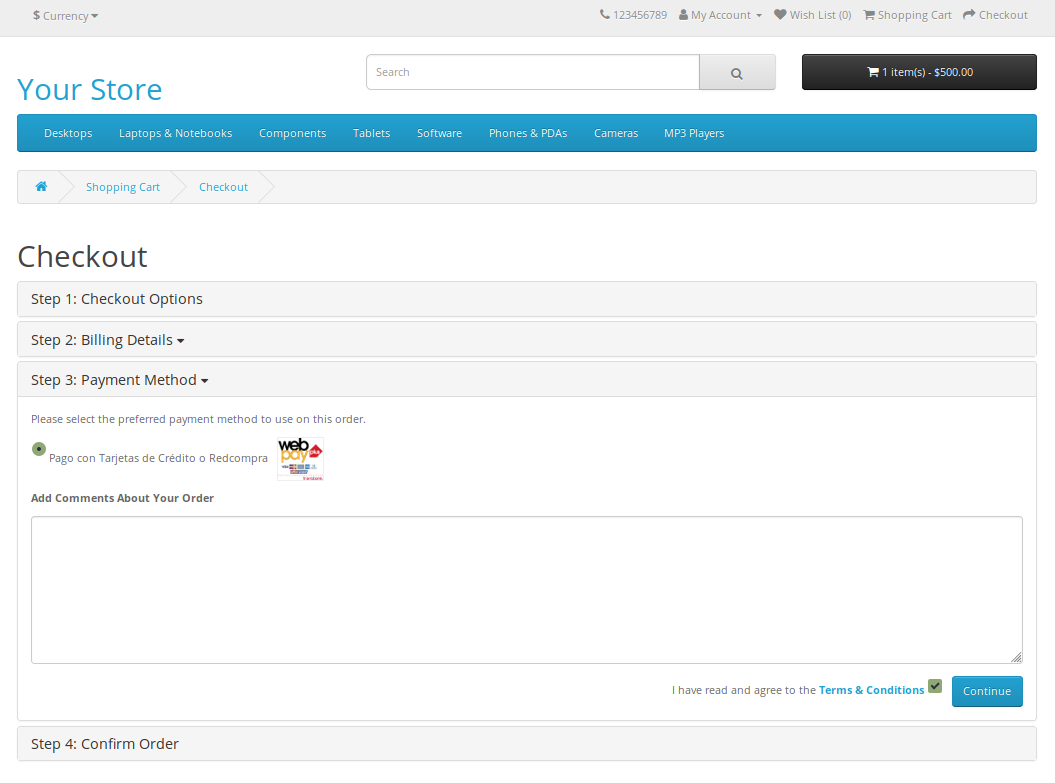 $ Currency
123456789 My Account Wish List (0) Shopping Cart Checkout
Your Store
Search
1 item(s) - $500.00
Desktops Laptops & Notebooks Components Tablets Software Phones & PDAs Cameras MP3 Players
Shopping Cart Checkout
Checkout
Step 1: Checkout Options
Step 2: Billing Details
Step 3: Payment Method
Please select the preferred payment method to use on this order.
Pago con Tarjetas de Crédito o Redcompra
web
pay plus
transbank.
Add Comments About Your Order
I have read and agree to the Terms & Conditions
Continue
Step 4: Confirm Order